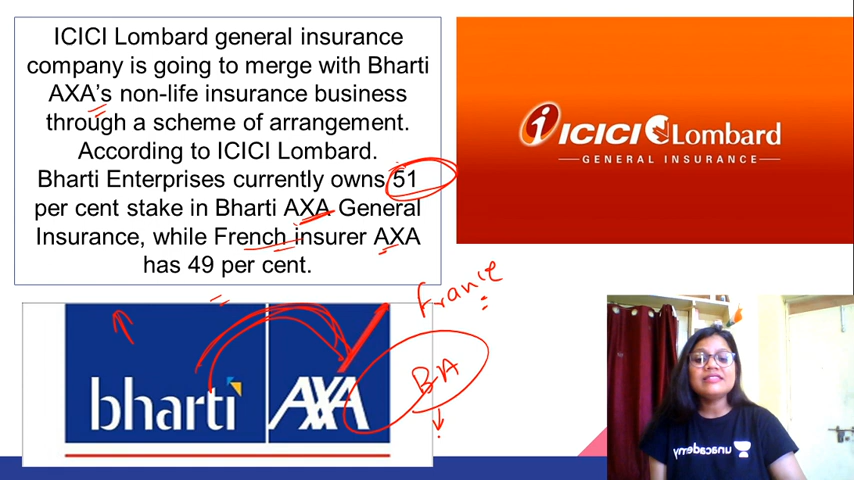 ICICI Lombard general insurance
company is going to merge with Bharti
AXA's non-life insurance business
through a scheme of arrangement.
According to ICICI Lombard.
Bharti Enterprises currently owns 51
per cent stake in Bharti AXA General
Insurance, while French insurer AXA
has 49 per cent.
i ICICI Lombard
GENERAL INSURANCE
France
bharti AXA
BA
unacademy